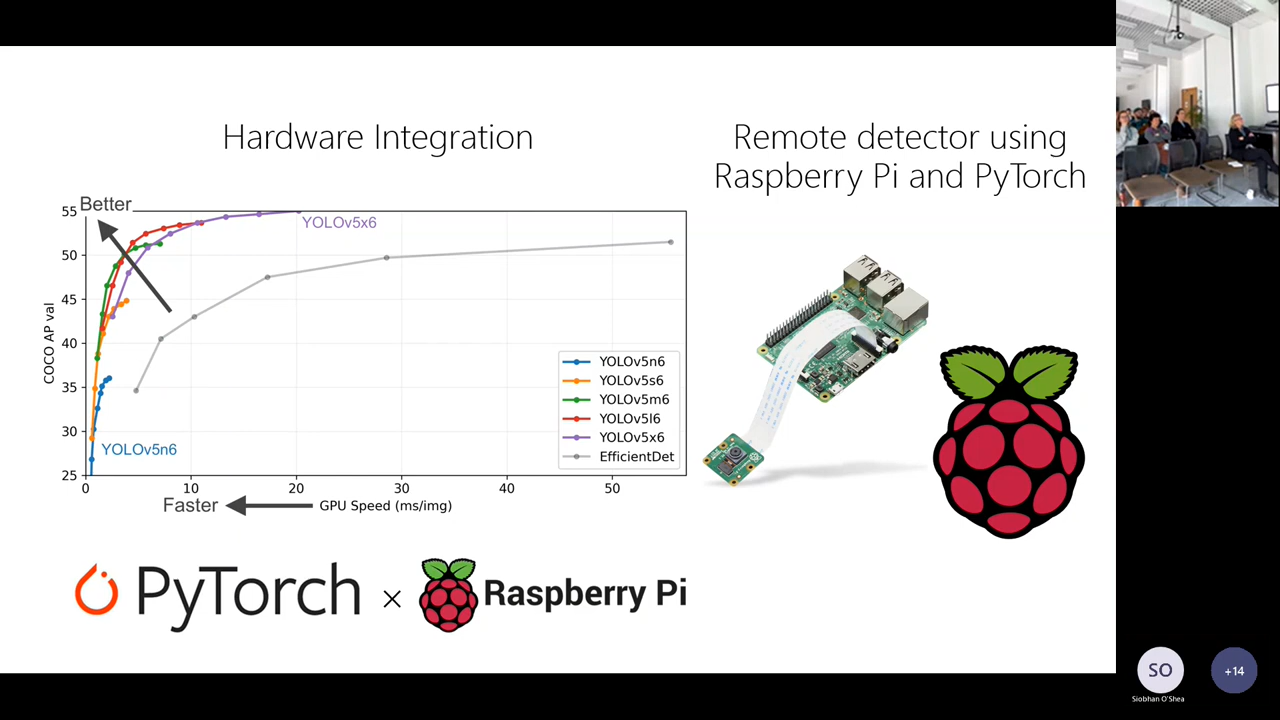 Hardware Integration
Remote detector using
Raspberry Pi and PyTorch
Better
55
50
45
40
35
30
25
COCO AP val
YOLOv5x6
YOLOv5n6
YOLOv5n6
YOLOv5s6
YOLOv5m6
YOLOv5l6
YOLOv5x6
EfficientDet
0 10 20 30 40 50
Faster
GPU Speed (ms/img)
PyTorch × Raspberry Pi
SO
+14
Siobhan O'Shea